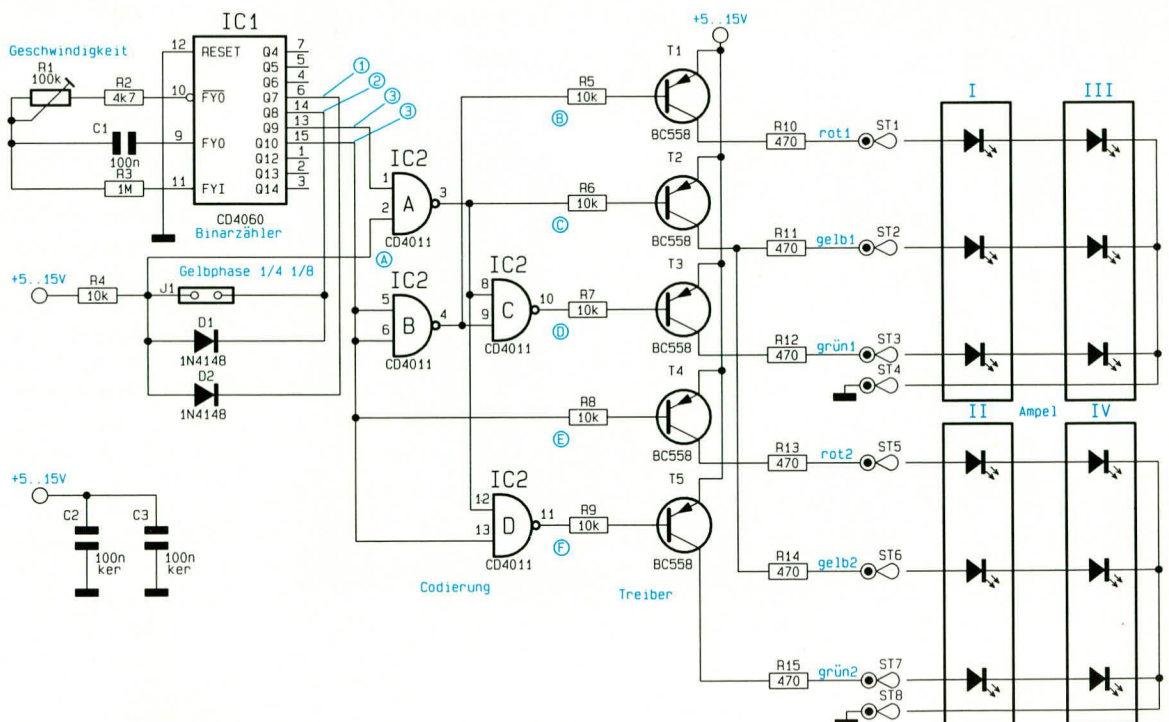 IC1
Geschwindigkeit
R1
100k
R2
4k7
C1
100n
R3
1M
12 RESET
10 FY0
9 FY0
11 FYI
Q4 7
Q5 5
Q6 4
Q7 6
Q8 14
Q9 13
Q10 15
Q12 1
Q13 2
Q14 3
CD4060
Binärzähler
1
2
3
3
+5..15V
R4
10k
Gelbphase 1/4 1/8
J1
D1
1N4148
D2
1N4148
+5..15V
C2
100n
ker
C3
100n
ker
IC2
1
2
A
3
CD4011
A
IC2
5
6
B
4
CD4011
IC2
8
9
C
10
CD4011
IC2
12
13
D
11
CD4011
Codierung
R5
10k
B
R6
10k
C
R7
10k
D
R8
10k
E
R9
10k
F
Treiber
+5..15V
T1
BC558
T2
BC558
T3
BC558
T4
BC558
T5
BC558
R10
470
rot1
ST1
R11
470
gelb1
ST2
R12
470
grün1
ST3
ST4
R13
470
rot2
ST5
R14
470
gelb2
ST6
R15
470
grün2
ST7
ST8
I
III
II
Ampel
IV